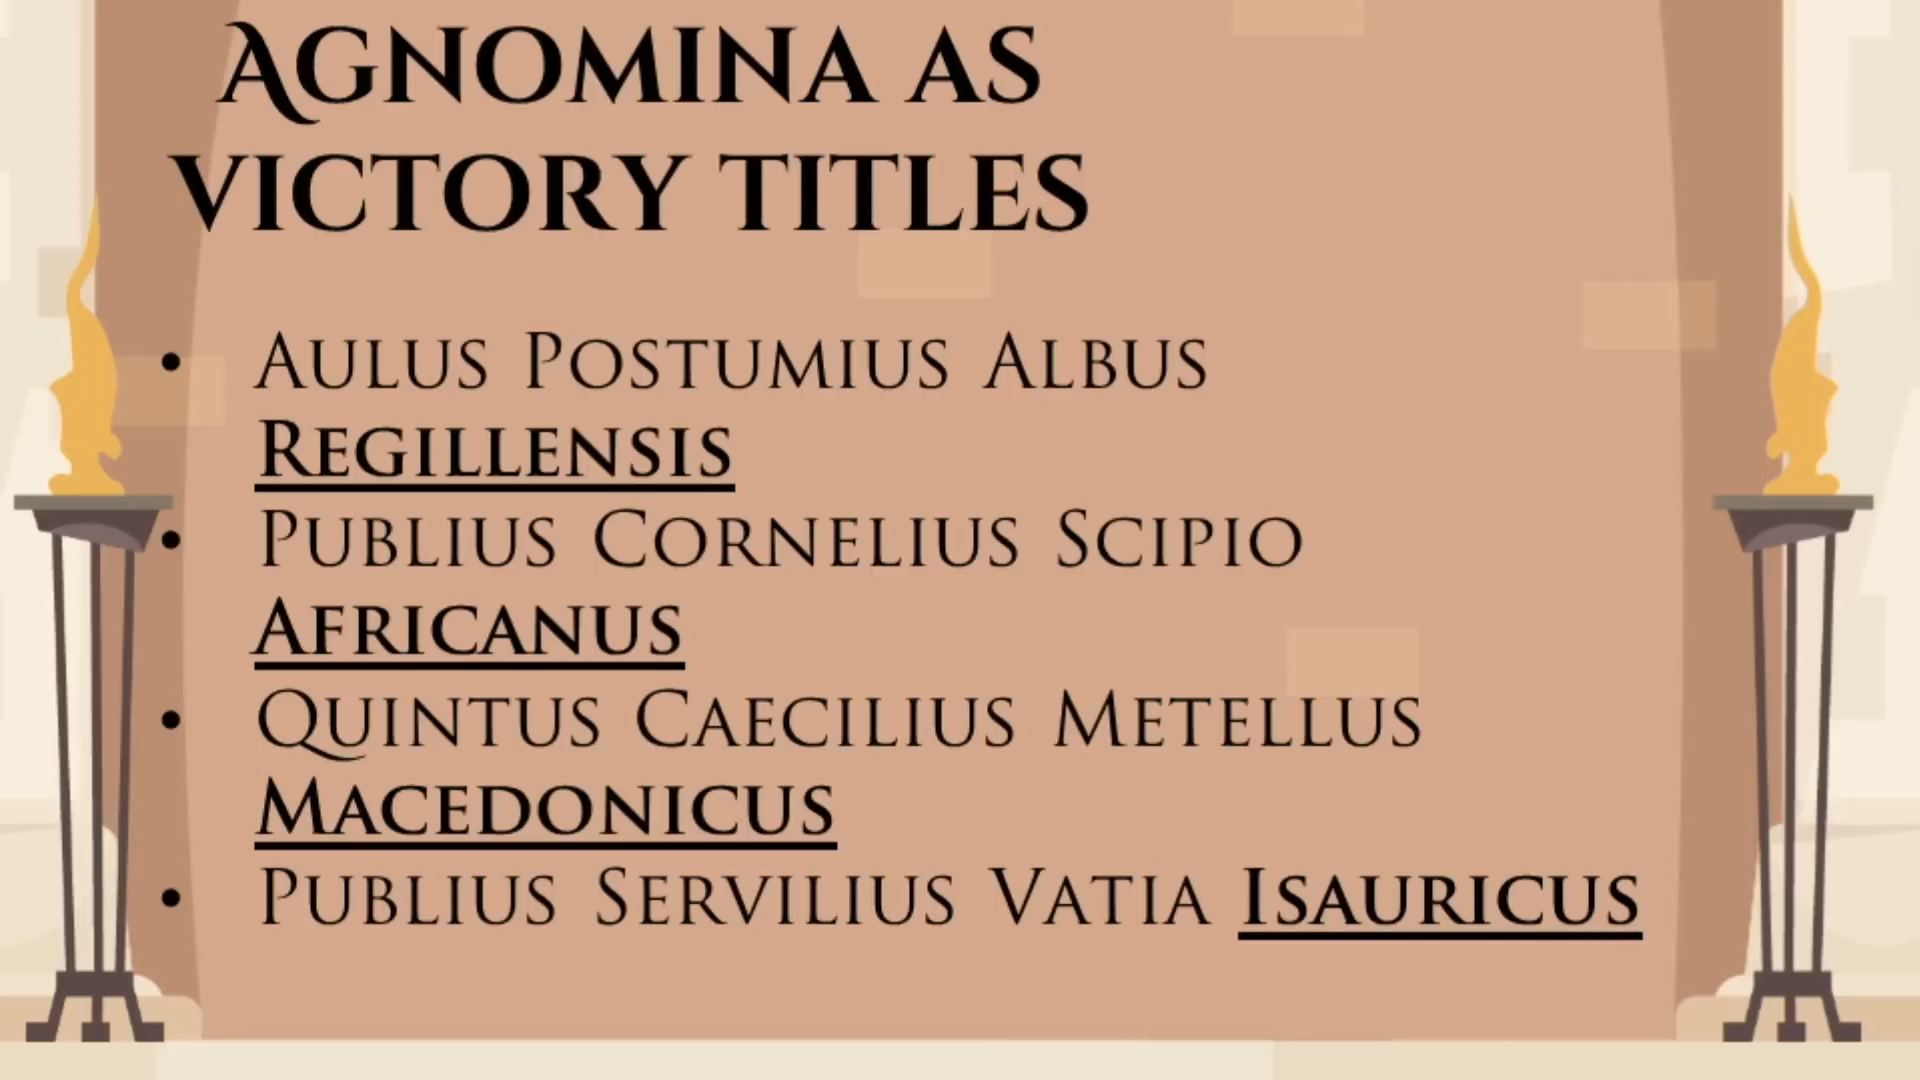 Agnomina as
victory titles
• Aulus Postumius Albus
Regillensis
• Publius Cornelius Scipio
Africanus
• Quintus Caecilius Metellus
Macedonicus
• Publius Servilius Vatia Isauricus